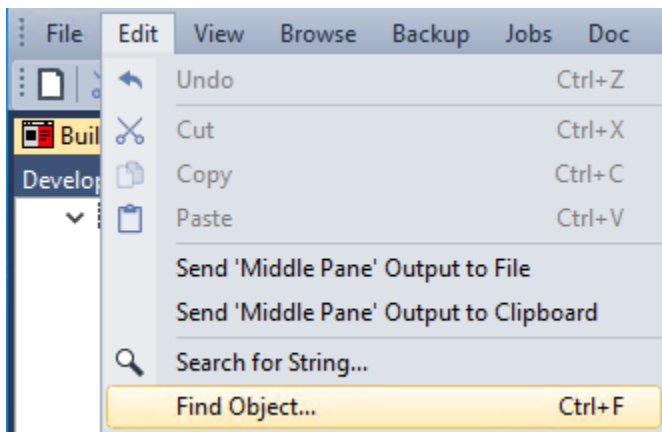 File Edit View Browse Backup Jobs Doc
Undo Ctrl+Z
Cut Ctrl+X
Copy Ctrl+C
Paste Ctrl+V
Send 'Middle Pane' Output to File
Send 'Middle Pane' Output to Clipboard
Search for String...
Find Object... Ctrl+F